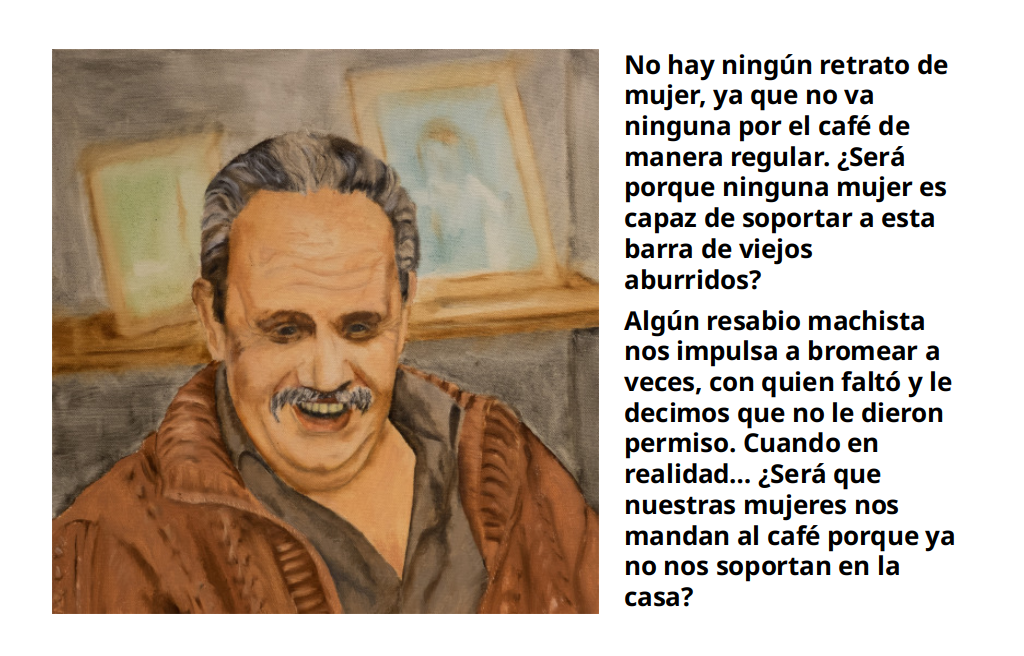 No hay ningún retrato de
mujer, ya que no va
ninguna por el café de
manera regular. ¿Será
porque ninguna mujer es
capaz de soportar a esta
barra de viejos
aburridos?
Algún resabio machista
nos impulsa a bromear a
veces, con quien faltó y le
decimos que no le dieron
permiso. Cuando en
realidad... ¿Será que
nuestras mujeres nos
mandan al café porque ya
no nos soportan en la
casa?